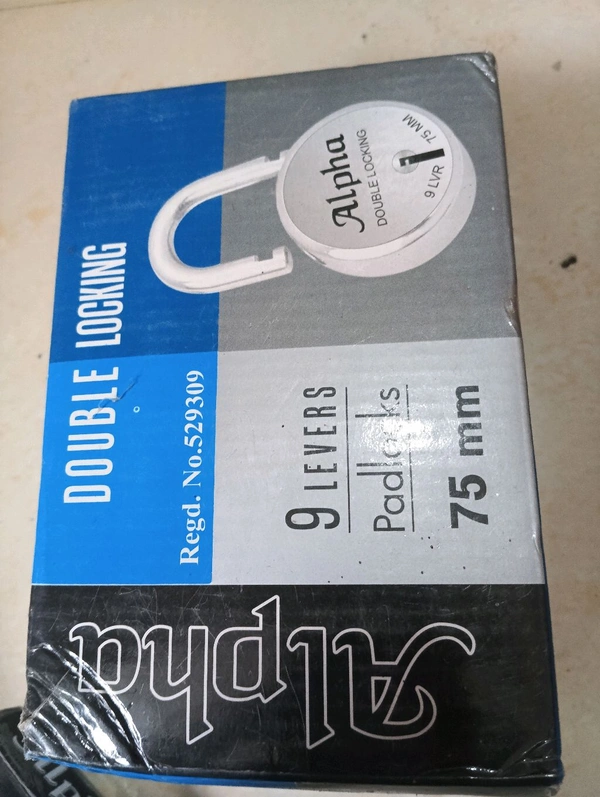 DOUBLE LOCKING
Regd. No.529309
Alpha
DOUBLE LOCKING
9 LVR
75 MM
9 LEVERS
Padlocks
75 mm
Alpha